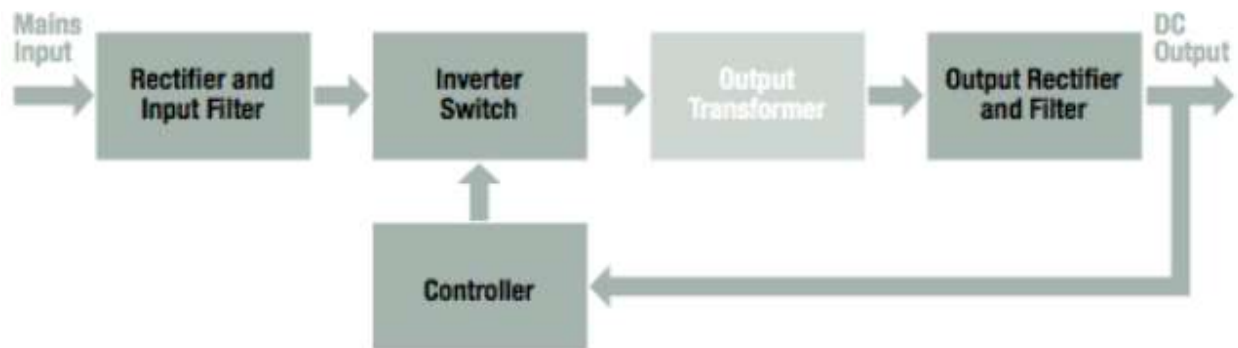 Mains
Input
Rectifier and
Input Filter
Inverter
Switch
Output
Transformer
Output Rectifier
and Filter
DC
Output
Controller